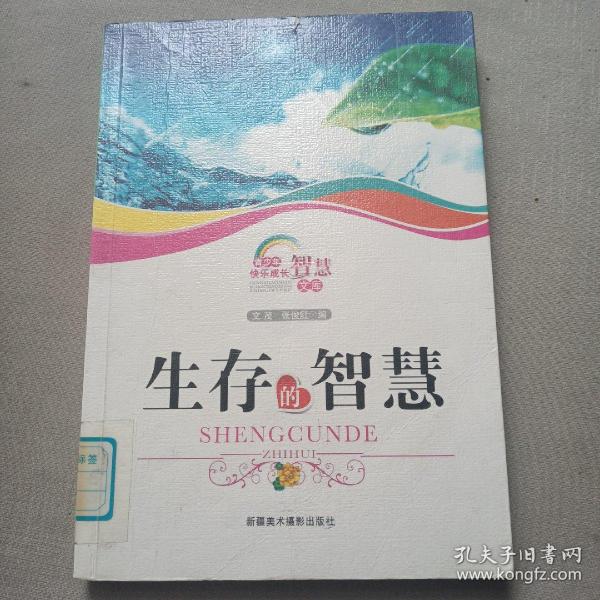 青少年
快乐成长 智慧
文库
文茂 张俊红 编
生存的智慧
SHENGCUNDE
ZHIHUI
标签
新疆美术摄影出版社
孔夫子旧书网
www.kongfz.com